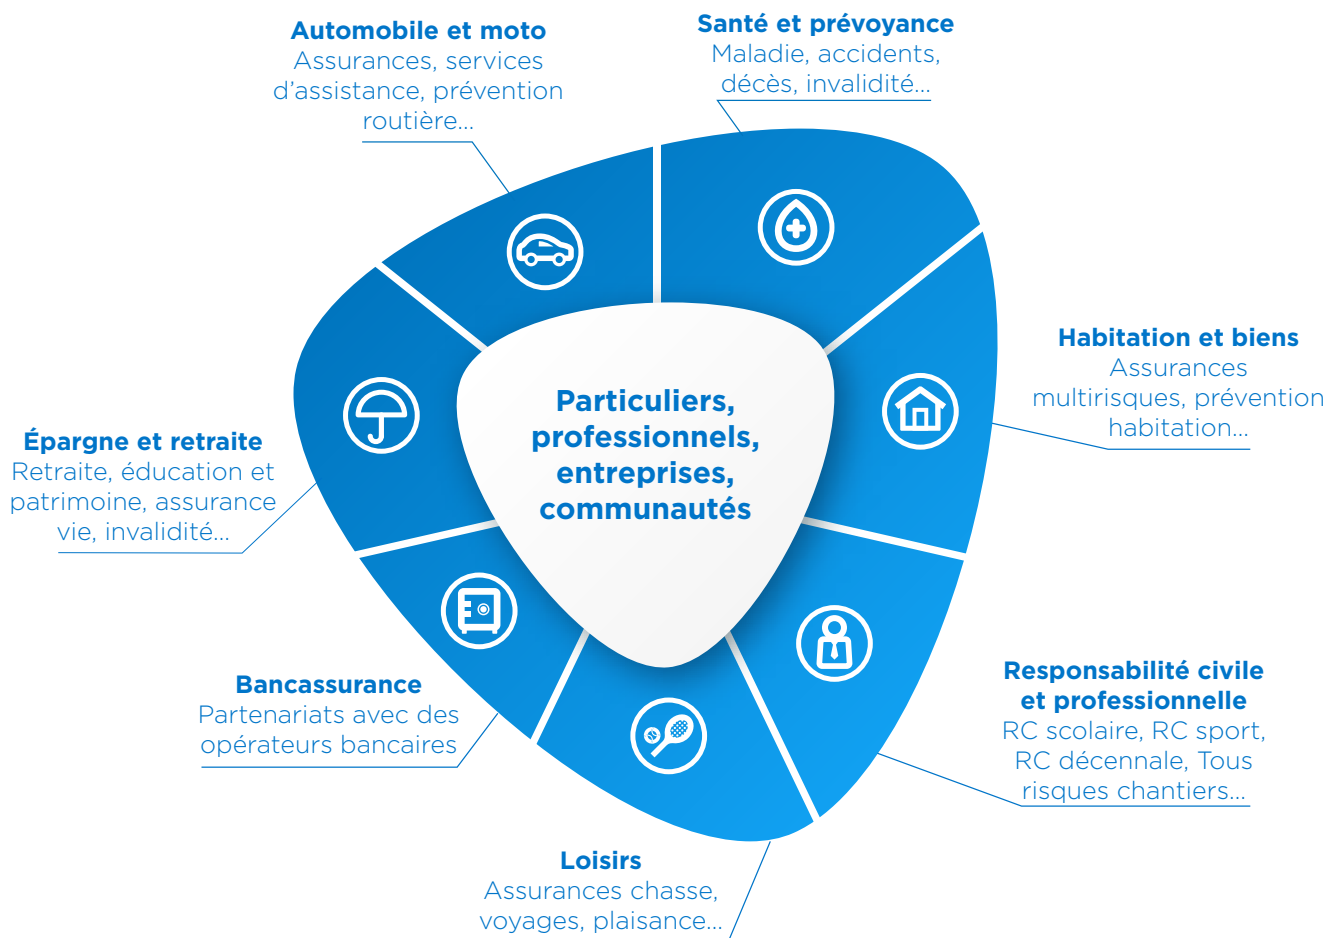 Automobile et moto
Assurances, services
d’assistance, prévention
routière...
Santé et prévoyance
Maladie, accidents,
décès, invalidité...
Habitation et biens
Assurances
multirisques, prévention
habitation...
Particuliers,
professionnels,
entreprises,
communautés
Épargne et retraite
Retraite, éducation et
patrimoine, assurance
vie, invalidité...
Bancassurance
Partenariats avec des
opérateurs bancaires
Responsabilité civile
et professionnelle
RC scolaire, RC sport,
RC décennale, Tous
risques chantiers...
Loisirs
Assurances chasse,
voyages, plaisance...